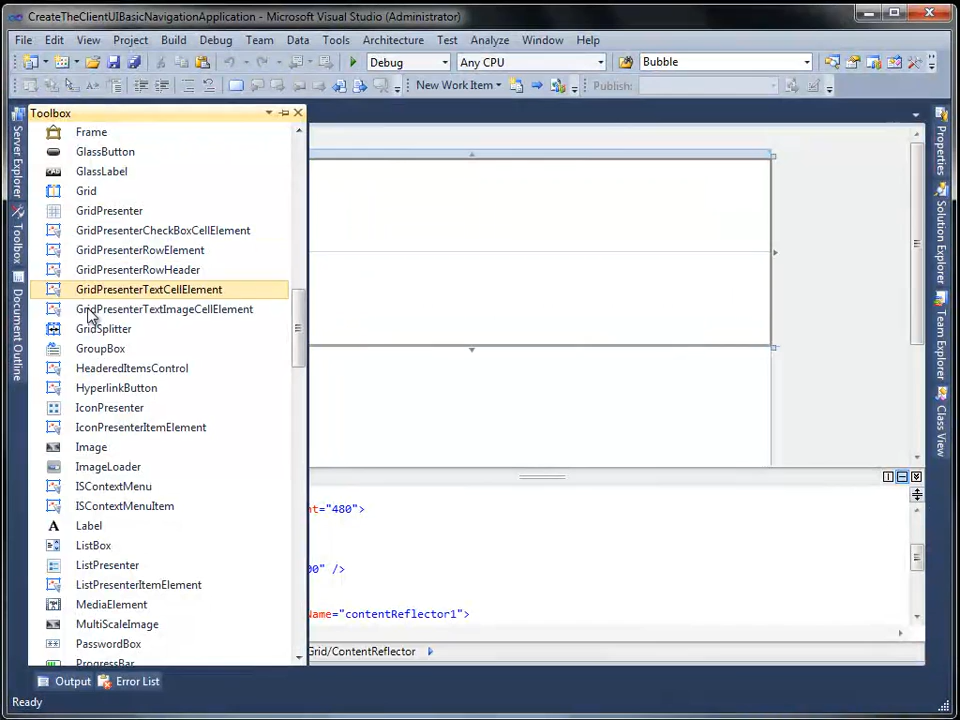 CreateTheClientUIBasicNavigationApplication - Microsoft Visual Studio (Administrator)
File Edit View Project Build Debug Team Data Tools Architecture Test Analyze Window Help
Debug Any CPU Bubble
New Work Item Publish:
Toolbox
Frame
GlassButton
GlassLabel
Grid
GridPresenter
GridPresenterCheckBoxCellElement
GridPresenterRowElement
GridPresenterRowHeader
GridPresenterTextCellElement
GridPresenterTextImageCellElement
GridSplitter
GroupBox
HeaderedItemsControl
HyperlinkButton
IconPresenter
IconPresenterItemElement
Image
ImageLoader
ISContextMenu
ISContextMenuItem
Label
ListBox
ListPresenter
ListPresenterItemElement
MediaElement
MultiScaleImage
PasswordBox
ProgressBar
Server Explorer
Toolbox
Document Outline
ht="480">
00" />
Name="contentReflector1">
Grid/ContentReflector
Properties
Solution Explorer
Team Explorer
Class View
Output Error List
Ready